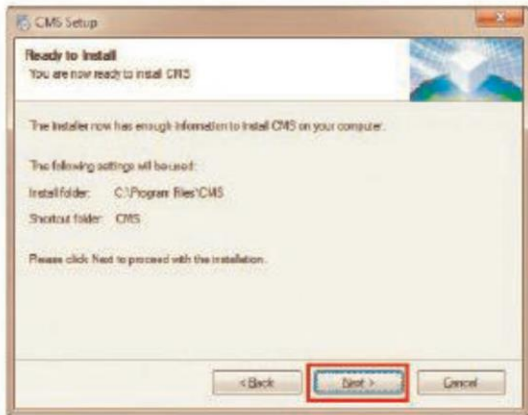 CMS Setup
Ready to Install
You are now ready to install CMS
The installer now has enough information to install CMS on your computer.
The following settings will be used:
Install folder: C:\Program Files\CMS
Shortcut folder: CMS
Please click Next to proceed with the installation.
< Back
Next >
Cancel